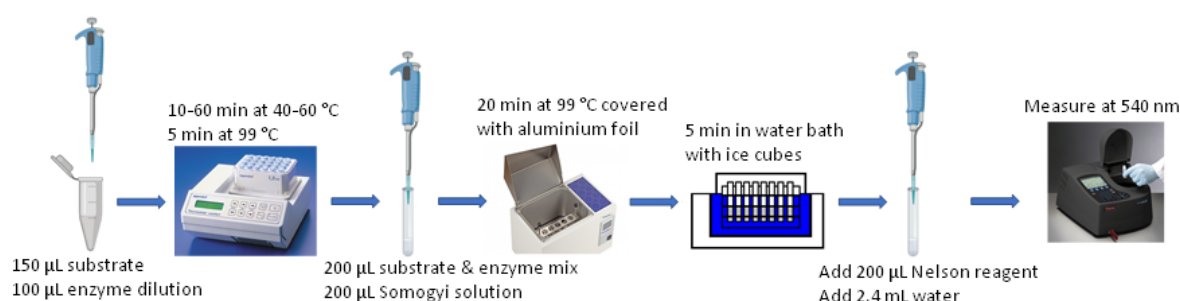 10-60 min at 40-60 °C
5 min at 99 °C
20 min at 99 °C covered
with aluminium foil
5 min in water bath
with ice cubes
Measure at 540 nm
150 µL substrate
100 µL enzyme dilution
200 µL substrate & enzyme mix
200 µL Somogyi solution
Add 200 µL Nelson reagent
Add 2.4 mL water